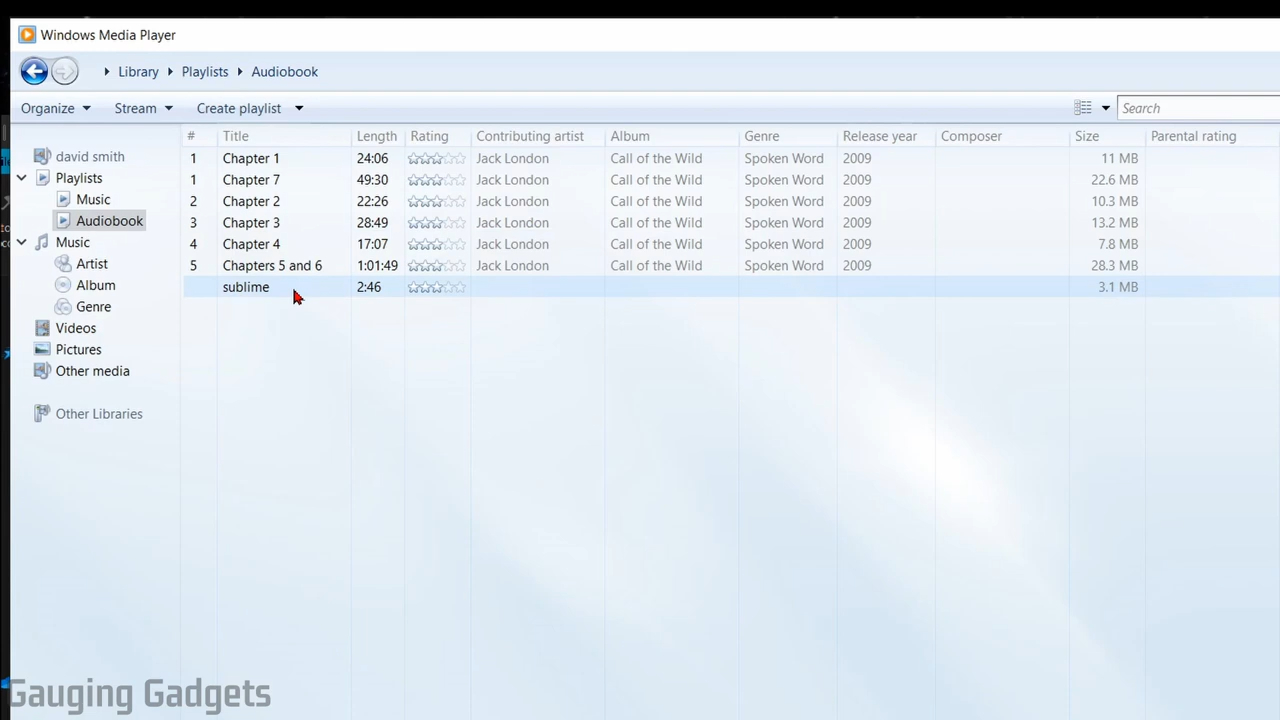 Windows Media Player
Library Playlists Audiobook
Organize Stream Create playlist Search
# Title Length Rating Contributing artist Album Genre Release year Composer Size Parental rating
david smith
Playlists
Music
Audiobook
Music
Artist
Album
Genre
Videos
Pictures
Other media
Other Libraries
1 Chapter 1 24:06 Jack London Call of the Wild Spoken Word 2009 11 MB
1 Chapter 7 49:30 Jack London Call of the Wild Spoken Word 2009 22.6 MB
2 Chapter 2 22:26 Jack London Call of the Wild Spoken Word 2009 10.3 MB
3 Chapter 3 28:49 Jack London Call of the Wild Spoken Word 2009 13.2 MB
4 Chapter 4 17:07 Jack London Call of the Wild Spoken Word 2009 7.8 MB
5 Chapters 5 and 6 1:01:49 Jack London Call of the Wild Spoken Word 2009 28.3 MB
sublime 2:46 3.1 MB
Gauging Gadgets